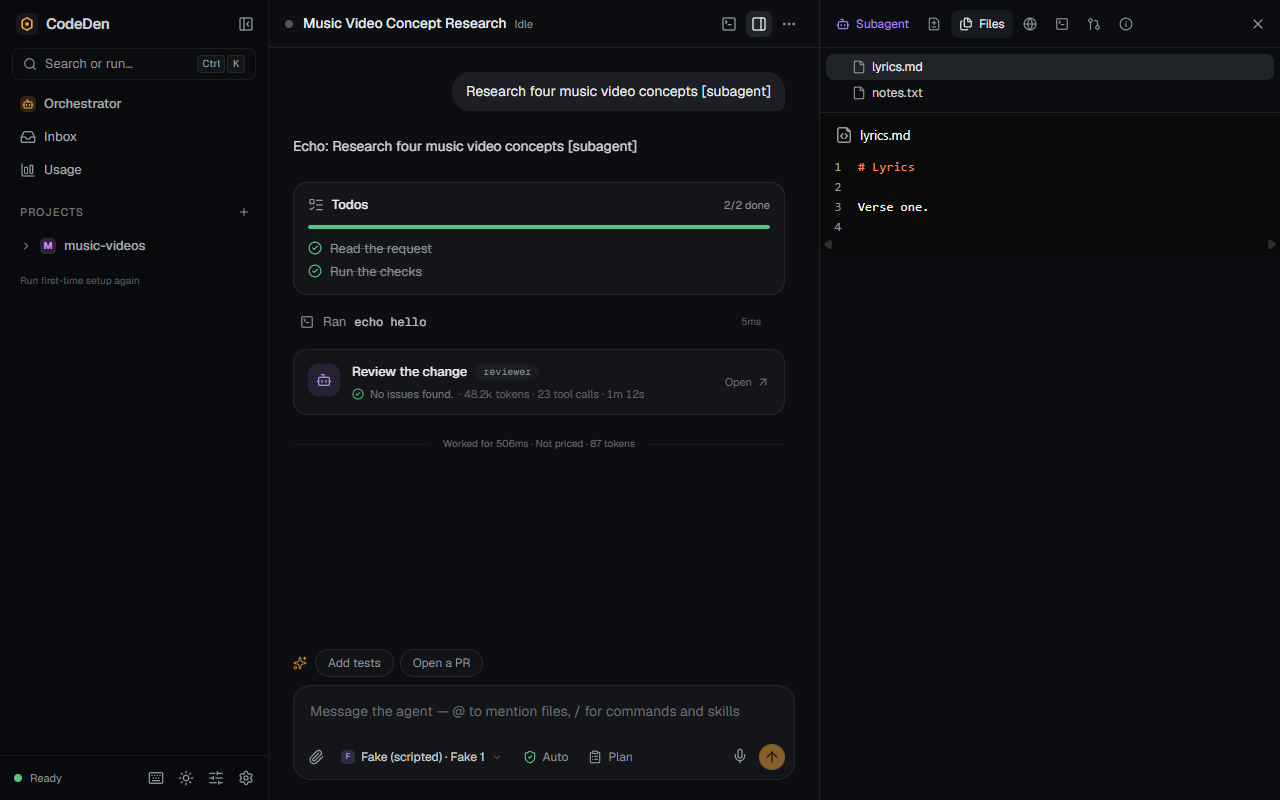 CodeDen
Search or run…
Ctrl K
Orchestrator
Inbox
Usage
PROJECTS
M music-videos
Run first-time setup again
Ready
Music Video Concept Research Idle
Research four music video concepts [subagent]
Echo: Research four music video concepts [subagent]
Todos 2/2 done
Read the request
Run the checks
Ran echo hello 5ms
Review the change reviewer
No issues found. · 48.2k tokens · 23 tool calls · 1m 12s
Open
Worked for 506ms · Not priced · 87 tokens
Add tests
Open a PR
Message the agent — @ to mention files, / for commands and skills
F Fake (scripted) · Fake 1
Auto
Plan
Subagent
Files
lyrics.md
notes.txt
lyrics.md
1 # Lyrics
2
3 Verse one.
4